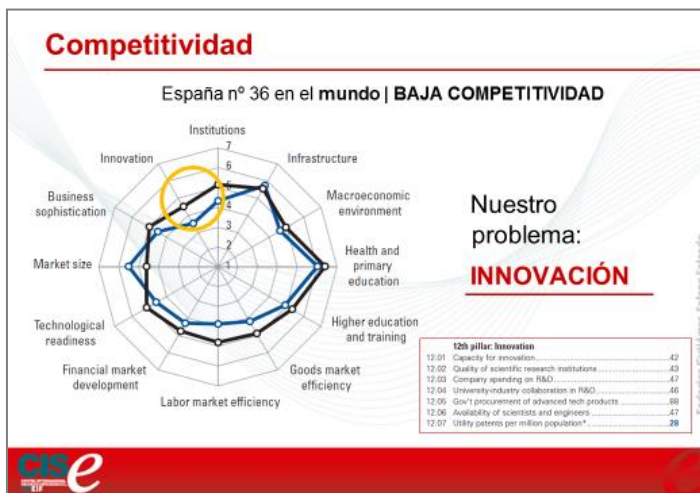 Competitividad
España nº 36 en el mundo | BAJA COMPETITIVIDAD
Institutions
Infrastructure
Macroeconomic
environment
Health and
primary
education
Higher education
and training
Goods market
efficiency
Labor market efficiency
Financial market
development
Technological
readiness
Market size
Business
sophistication
Innovation
7
6
5
4
3
2
1
Nuestro
problema:
INNOVACIÓN
12th pillar: Innovation
12.01 Capacity for innovation 42
12.02 Quality of scientific research institutions 43
12.03 Company spending on R&D 47
12.04 University-industry collaboration in R&D 46
12.05 Gov't procurement of advanced tech products 88
12.06 Availability of scientists and engineers 47
12.07 Utility patents per million population* 28
CISe